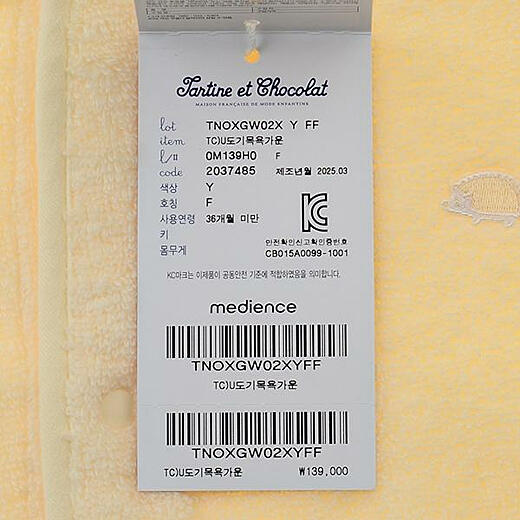 Tartine et Chocolat
MAISON FRANÇAISE DE MODE ENFANTINE
lot TNOXGW02X Y FF
item TC)U도기목욕가운
l/# 0M139H0 F
code 2037485 제조년월 2025.03
색상 Y
호칭 F
사용연령 36개월 미만
키
몸무게
안전확인신고확인증번호
CB015A0099-1001
KC마크는 이제품이 공통안전 기준에 적합하였음을 의미합니다.
medience
TNOXGW02XYFF
TC)U도기목욕가운
TNOXGW02XYFF
TC)U도기목욕가운 ₩139,000